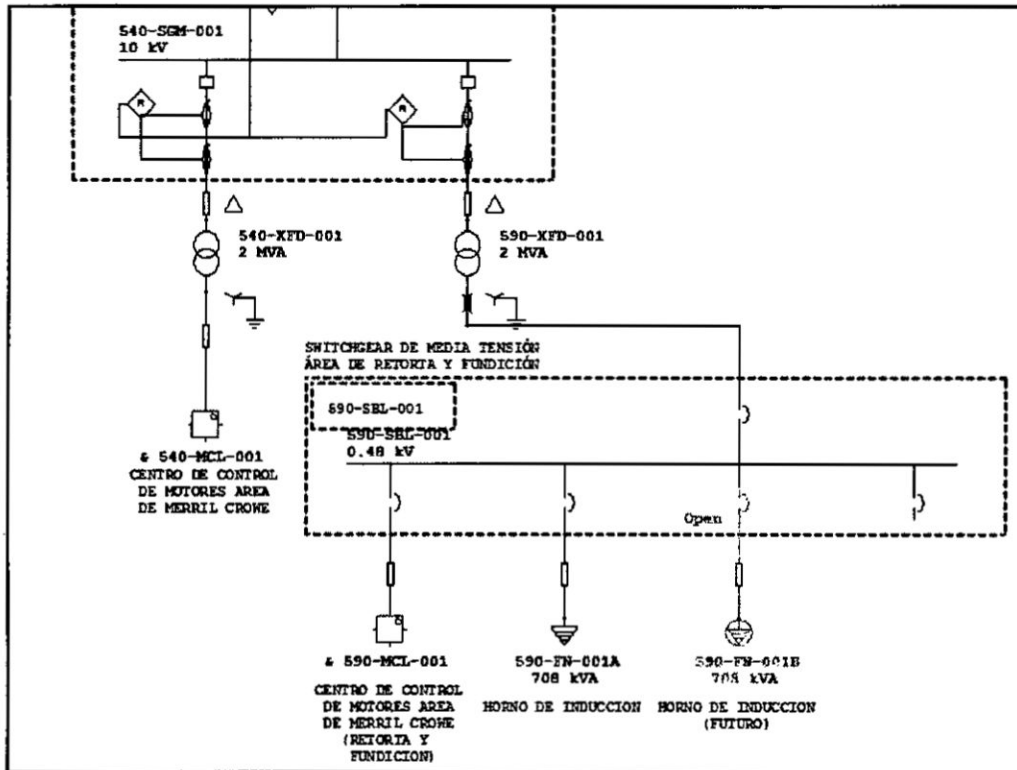 540-SGM-001
10 kV
R
R
540-XFD-001
2 MVA
590-XFD-001
2 MVA
SWITCHGEAR DE MEDIA TENSIÓN
ÁREA DE RETORTA Y FUNDICIÓN
590-SBL-001
590-SBL-001
0.48 kV
Open
& 540-MCL-001
CENTRO DE CONTROL
DE MOTORES AREA
DE MERRIL CROWE
& 590-MCL-001
CENTRO DE CONTROL
DE MOTORES AREA
DE MERRIL CROWE
(RETORTA Y
FUNDICION)
590-FN-001A
708 kVA
HORNO DE INDUCCION
590-FN-001B
708 kVA
HORNO DE INDUCCION
(FUTURO)